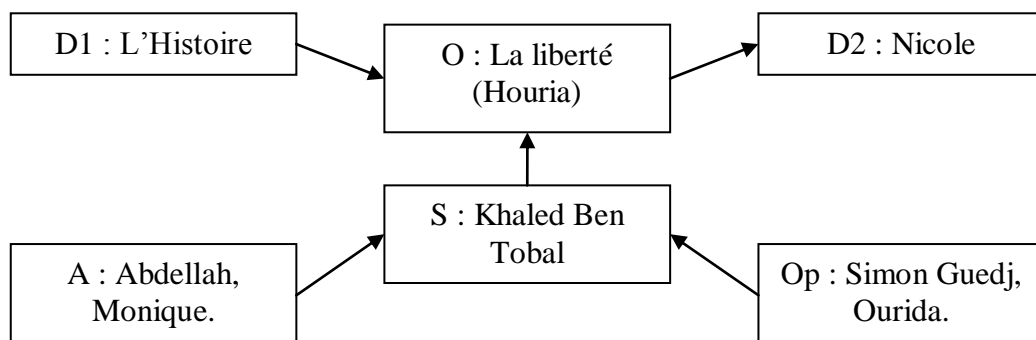 D1 : L’Histoire
O : La liberté
(Houria)
D2 : Nicole
S : Khaled Ben
Tobal
A : Abdellah,
Monique.
Op : Simon Guedj,
Ourida.